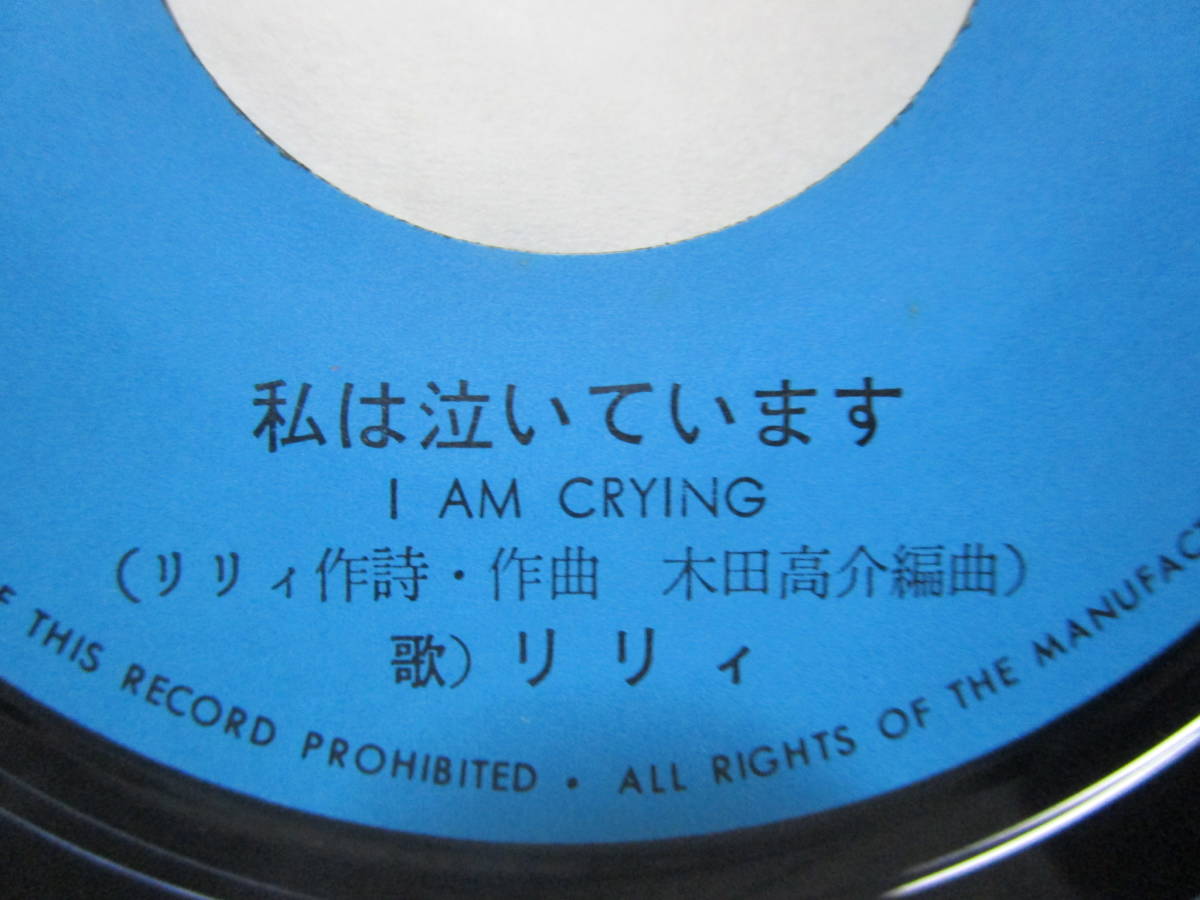 私は泣いています
I AM CRYING
（リリィ作詩・作曲　木田高介編曲）
歌）リリィ
THIS RECORD PROHIBITED • ALL RIGHTS OF THE MANUFAC